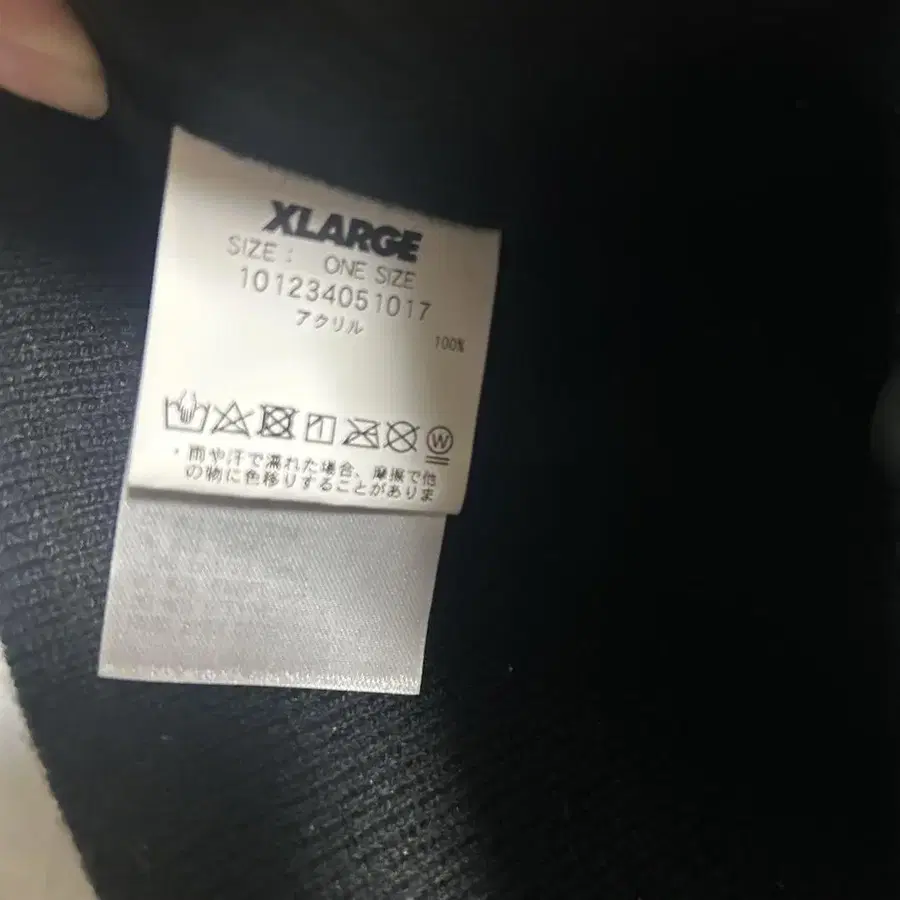 XLARGE
SIZE : ONE SIZE
101234051017
アクリル
100%
W
・雨や汗で濡れた場合、摩擦で他
の物に色移りすることがありま